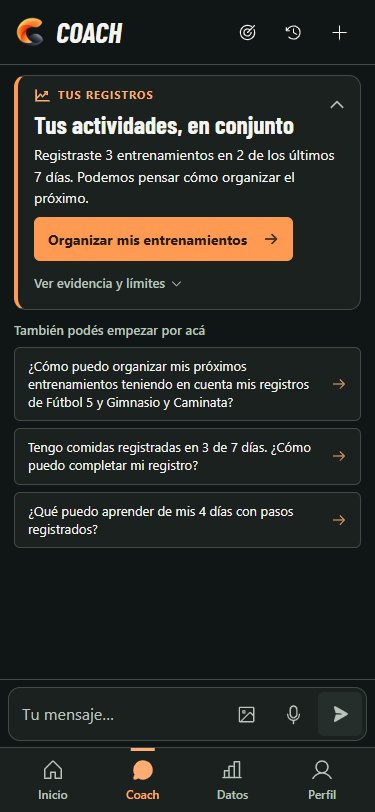 COACH
TUS REGISTROS
Tus actividades, en conjunto
Registraste 3 entrenamientos en 2 de los últimos
7 días. Podemos pensar cómo organizar el
próximo.
Organizar mis entrenamientos
Ver evidencia y límites
También podés empezar por acá
¿Cómo puedo organizar mis próximos
entrenamientos teniendo en cuenta mis registros
de Fútbol 5 y Gimnasio y Caminata?
Tengo comidas registradas en 3 de 7 días. ¿Cómo
puedo completar mi registro?
¿Qué puedo aprender de mis 4 días con pasos
registrados?
Tu mensaje...
Inicio
Coach
Datos
Perfil